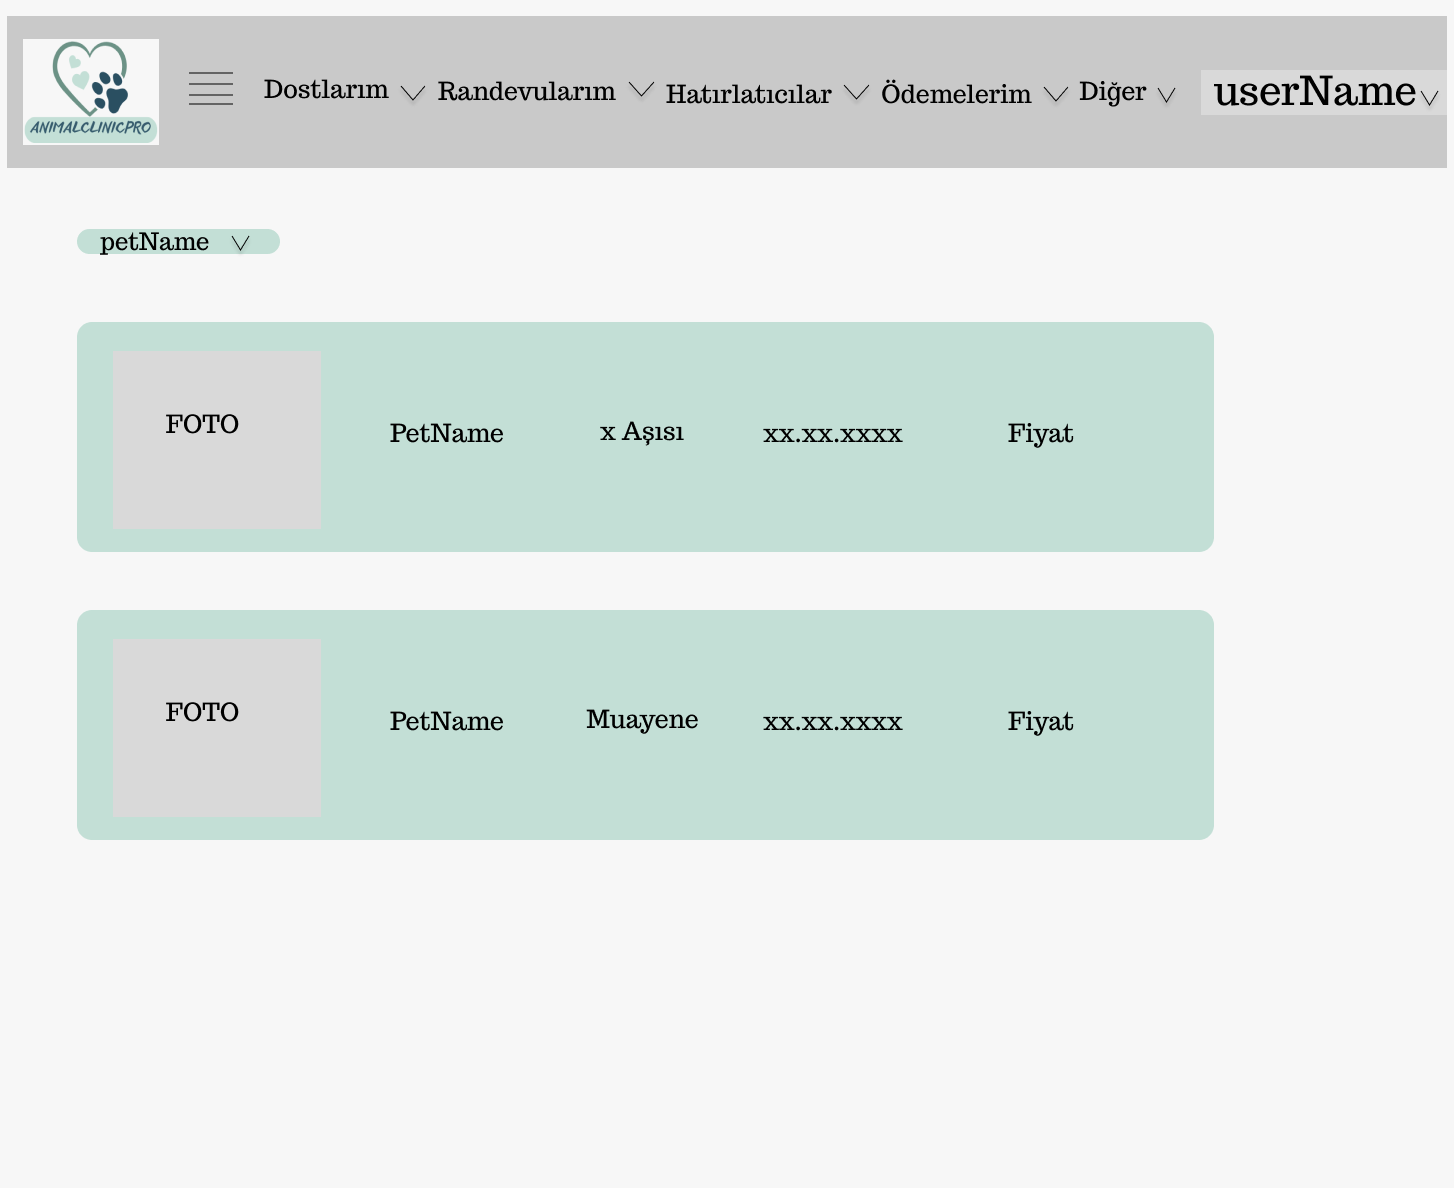 ANIMALCLINICPRO
Dostlarım Randevularım Hatırlatıcılar Ödemelerim Diğer userName
petName
FOTO PetName x Aşısı xx.xx.xxxx Fiyat
FOTO PetName Muayene xx.xx.xxxx Fiyat